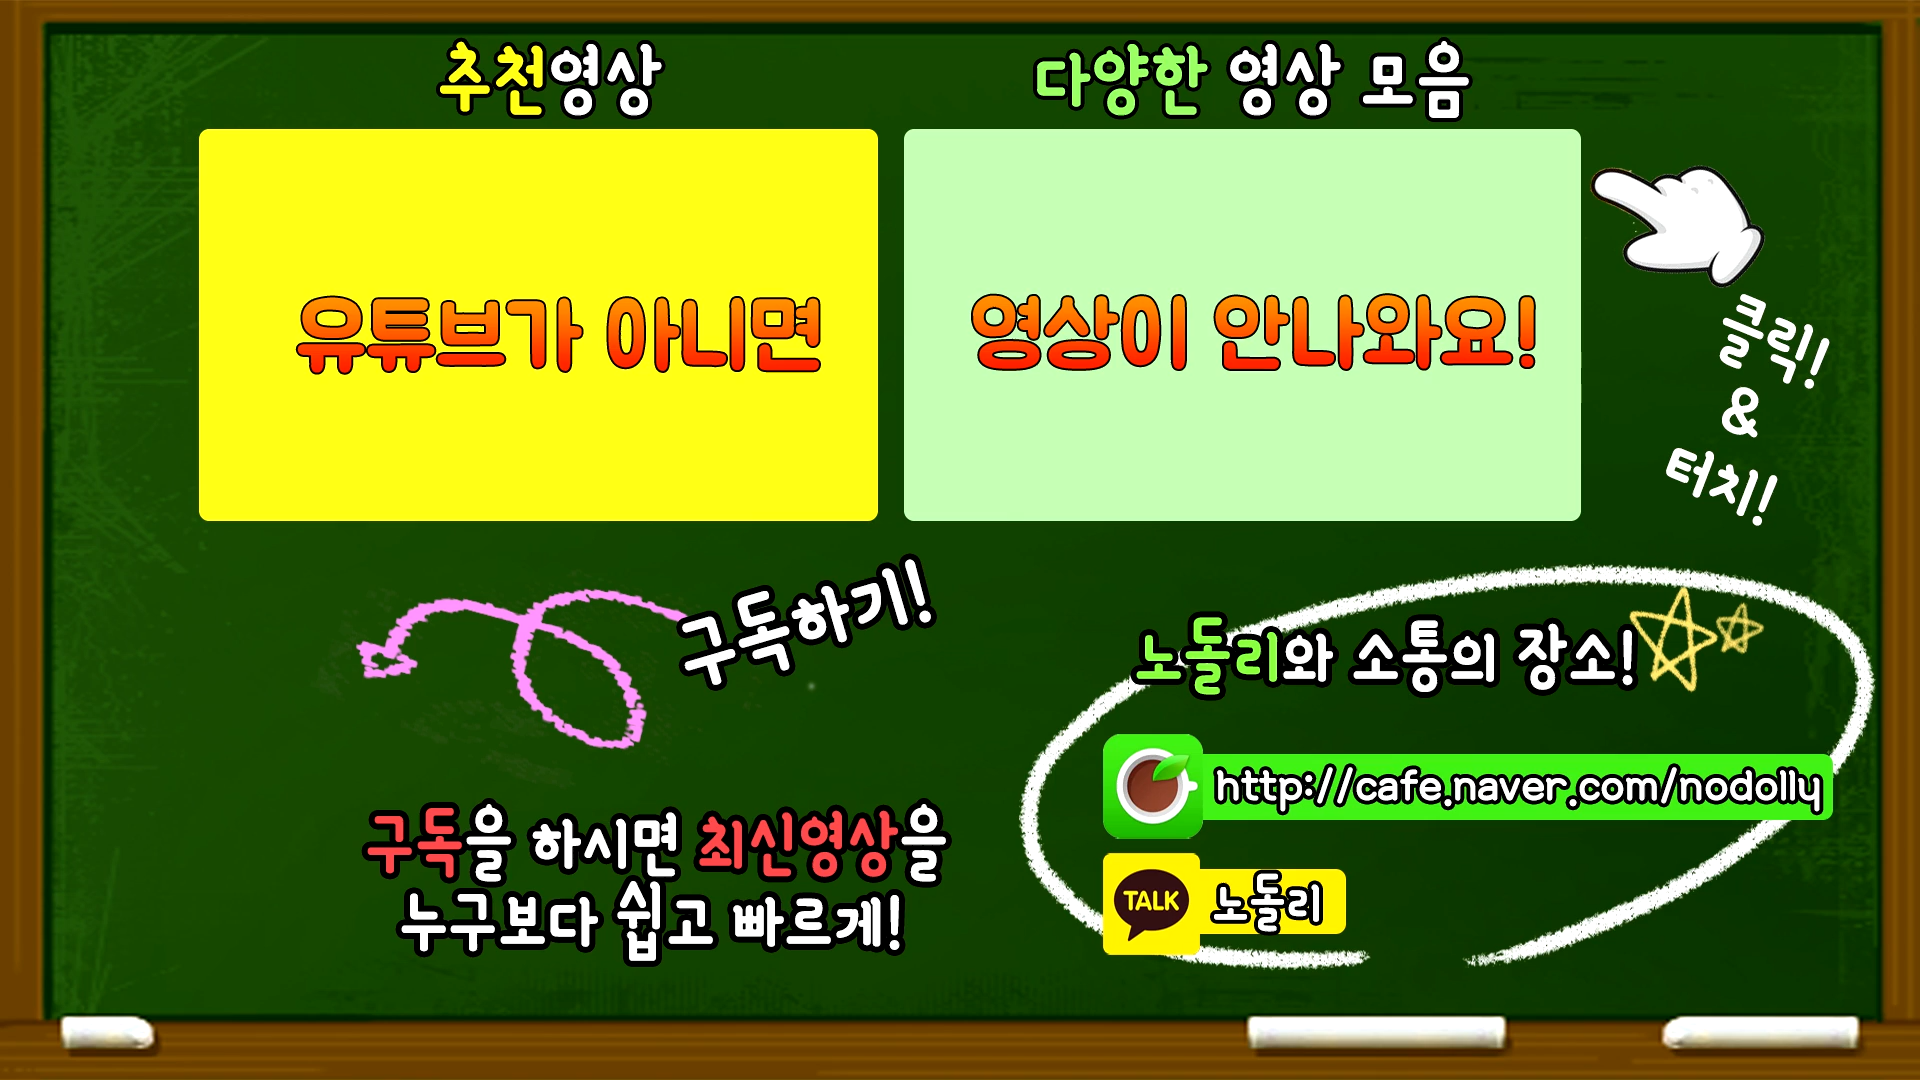 추천영상
다양한 영상 모음
유튜브가 아니면
영상이 안나와요!
클릭!
&
터치!
구독하기!
노돌리와 소통의 장소!
http://cafe.naver.com/nodolly
TALK
노돌리
구독을 하시면 최신영상을
누구보다 쉽고 빠르게!